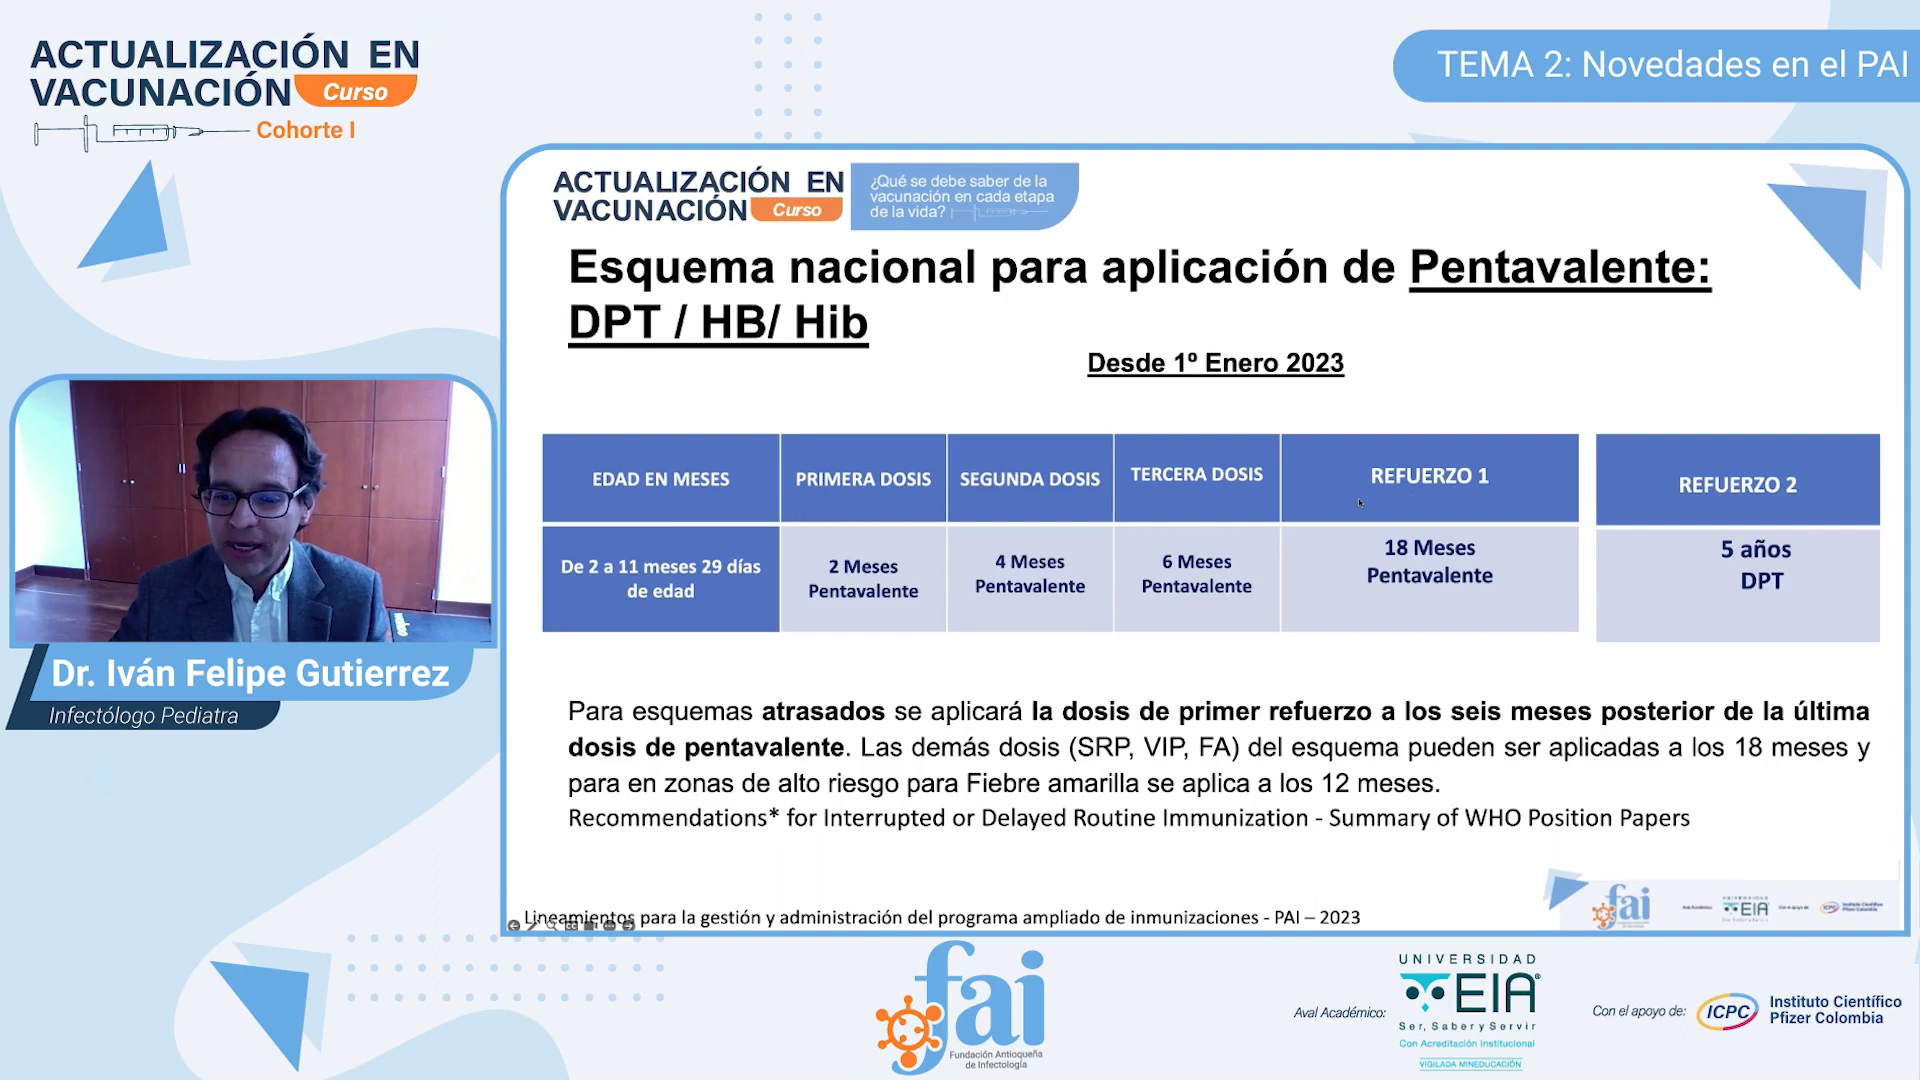 ACTUALIZACIÓN EN
VACUNACIÓN Curso
Cohorte I
TEMA 2: Novedades en el PAI
ACTUALIZACIÓN EN
VACUNACIÓN Curso
¿Qué se debe saber de la
vacunación en cada etapa
de la vida?
Esquema nacional para aplicación de Pentavalente:
DPT / HB/ Hib
Desde 1º Enero 2023
EDAD EN MESES PRIMERA DOSIS SEGUNDA DOSIS TERCERA DOSIS REFUERZO 1 REFUERZO 2
De 2 a 11 meses 29 días
de edad
2 Meses
Pentavalente
4 Meses
Pentavalente
6 Meses
Pentavalente
18 Meses
Pentavalente
5 años
DPT
Para esquemas atrasados se aplicará la dosis de primer refuerzo a los seis meses posterior de la última
dosis de pentavalente. Las demás dosis (SRP, VIP, FA) del esquema pueden ser aplicadas a los 18 meses y
para en zonas de alto riesgo para Fiebre amarilla se aplica a los 12 meses.
Recommendations* for Interrupted or Delayed Routine Immunization - Summary of WHO Position Papers
Lineamientos para la gestión y administración del programa ampliado de inmunizaciones - PAI – 2023
fai
EIA
Dr. Iván Felipe Gutierrez
Infectólogo Pediatra
fai
Fundación Antioqueña
de Infectología
Aval Académico:
UNIVERSIDAD
EIA
Ser, Saber y Servir
Con Acreditación Institucional
VIGILADA MINEDUCACIÓN
Con el apoyo de:
ICPC
Instituto Científico
Pfizer Colombia